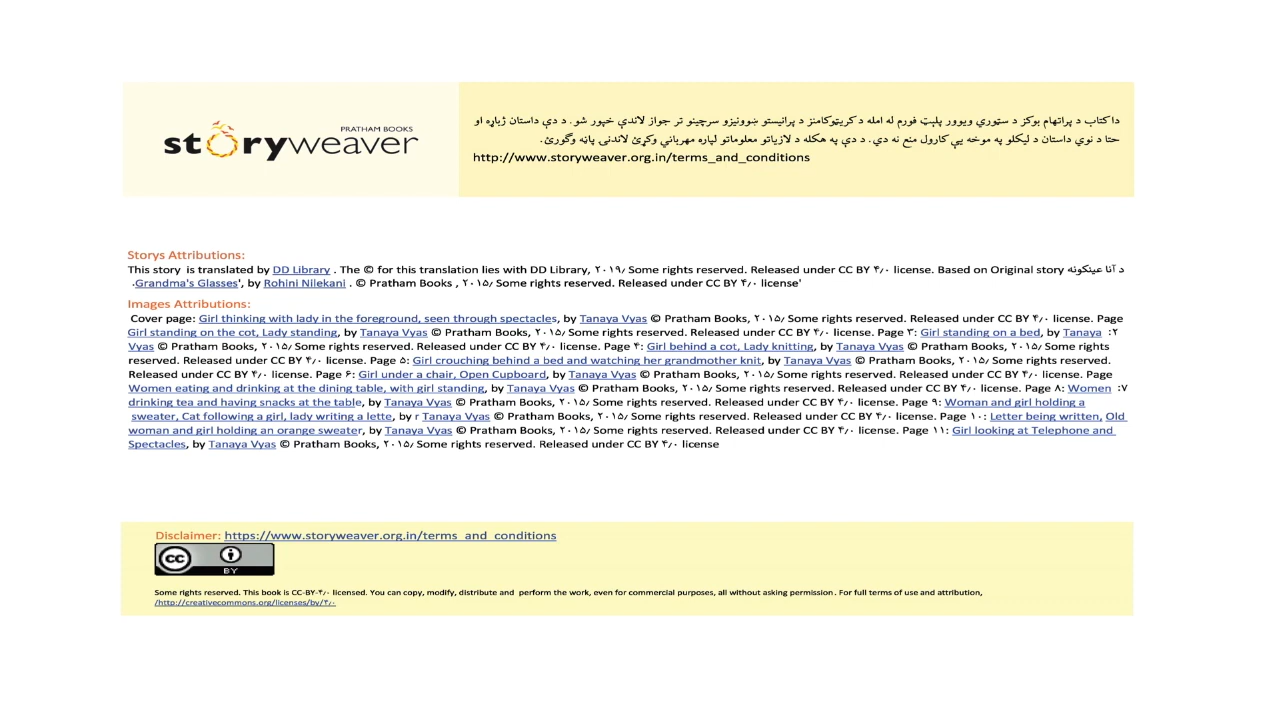 PRATHAM BOOKS
storyweaver
داکتاب د پراتهام بوکز د ستوري ویوور پلېټ فورم له امله د کریټوکامنز د پرانیستو ښوونیزو سرچینو تر جواز لاندې خپور شو. د دې داستان ژباړه او
حتا د نوي داستان د لیکلو په موخه یې کارول منع نه دي. د دې په هکله د لازیاتو معلوماتو لپاره مهرباني وکړئ لاندنۍ پاڼه وګورئ.
http://www.storyweaver.org.in/terms_and_conditions
Storys Attributions:
This story is translated by DD Library . The © for this translation lies with DD Library, ۲۰۱۹٫ Some rights reserved. Released under CC BY ۴٫۰ license. Based on Original story د آنا عینکونه
.Grandma's Glasses', by Rohini Nilekani . © Pratham Books , ۲۰۱۵٫ Some rights reserved. Released under CC BY ۴٫۰ license'
Images Attributions:
Cover page: Girl thinking with lady in the foreground, seen through spectacles, by Tanaya Vyas © Pratham Books, ۲۰۱۵٫ Some rights reserved. Released under CC BY ۴٫۰ license. Page
Girl standing on the cot, Lady standing, by Tanaya Vyas © Pratham Books, ۲۰۱۵٫ Some rights reserved. Released under CC BY ۴٫۰ license. Page ۳: Girl standing on a bed, by Tanaya :۲
Vyas © Pratham Books, ۲۰۱۵٫ Some rights reserved. Released under CC BY ۴٫۰ license. Page ۴: Girl behind a cot, Lady knitting, by Tanaya Vyas © Pratham Books, ۲۰۱۵٫ Some rights
reserved. Released under CC BY ۴٫۰ license. Page ۵: Girl crouching behind a bed and watching her grandmother knit, by Tanaya Vyas © Pratham Books, ۲۰۱۵٫ Some rights reserved.
Released under CC BY ۴٫۰ license. Page ۶: Girl under a chair, Open Cupboard, by Tanaya Vyas © Pratham Books, ۲۰۱۵٫ Some rights reserved. Released under CC BY ۴٫۰ license. Page
Women eating and drinking at the dining table, with girl standing, by Tanaya Vyas © Pratham Books, ۲۰۱۵٫ Some rights reserved. Released under CC BY ۴٫۰ license. Page ۸: Women :۷
drinking tea and having snacks at the table, by Tanaya Vyas © Pratham Books, ۲۰۱۵٫ Some rights reserved. Released under CC BY ۴٫۰ license. Page ۹: Woman and girl holding a
sweater, Cat following a girl, lady writing a lette, by r Tanaya Vyas © Pratham Books, ۲۰۱۵٫ Some rights reserved. Released under CC BY ۴٫۰ license. Page ۱۰: Letter being written, Old
woman and girl holding an orange sweater, by Tanaya Vyas © Pratham Books, ۲۰۱۵٫ Some rights reserved. Released under CC BY ۴٫۰ license. Page ۱۱: Girl looking at Telephone and
Spectacles, by Tanaya Vyas © Pratham Books, ۲۰۱۵٫ Some rights reserved. Released under CC BY ۴٫۰ license
Disclaimer: https://www.storyweaver.org.in/terms_and_conditions
cc
BY
Some rights reserved. This book is CC-BY-۴٫۰ licensed. You can copy, modify, distribute and perform the work, even for commercial purposes, all without asking permission. For full terms of use and attribution,
/http://creativecommons.org/licenses/by/۴٫۰